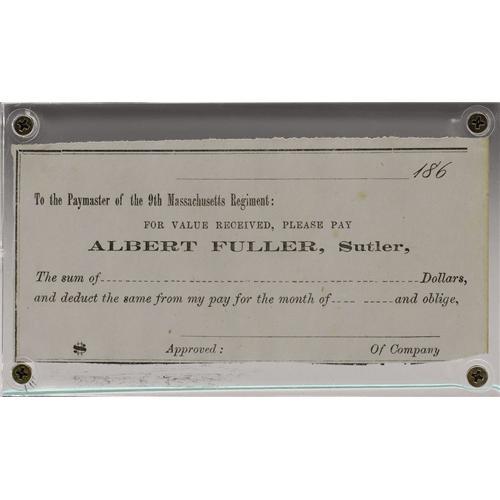 186
To the Paymaster of the 9th Massachusetts Regiment:
FOR VALUE RECEIVED, PLEASE PAY
ALBERT FULLER, Sutler,
The sum of Dollars,
and deduct the same from my pay for the month of and oblige,
$ Approved: Of Company